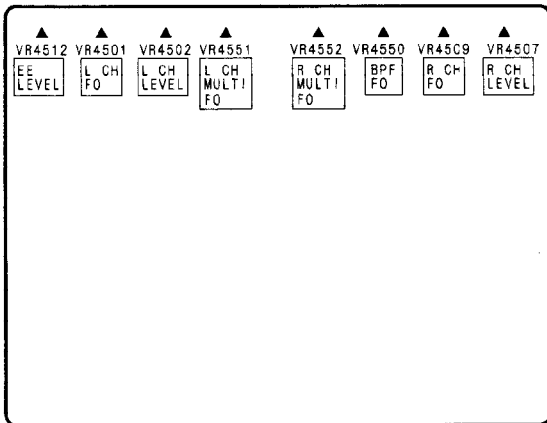 VR4512 VR4501 VR4502 VR4551 VR4552 VR4550 VR4509 VR4507
EE
LEVEL
L CH
FO
L CH
LEVEL
L CH
MULTI
FO
R CH
MULTI
FO
BPF
FO
R CH
FO
R CH
LEVEL